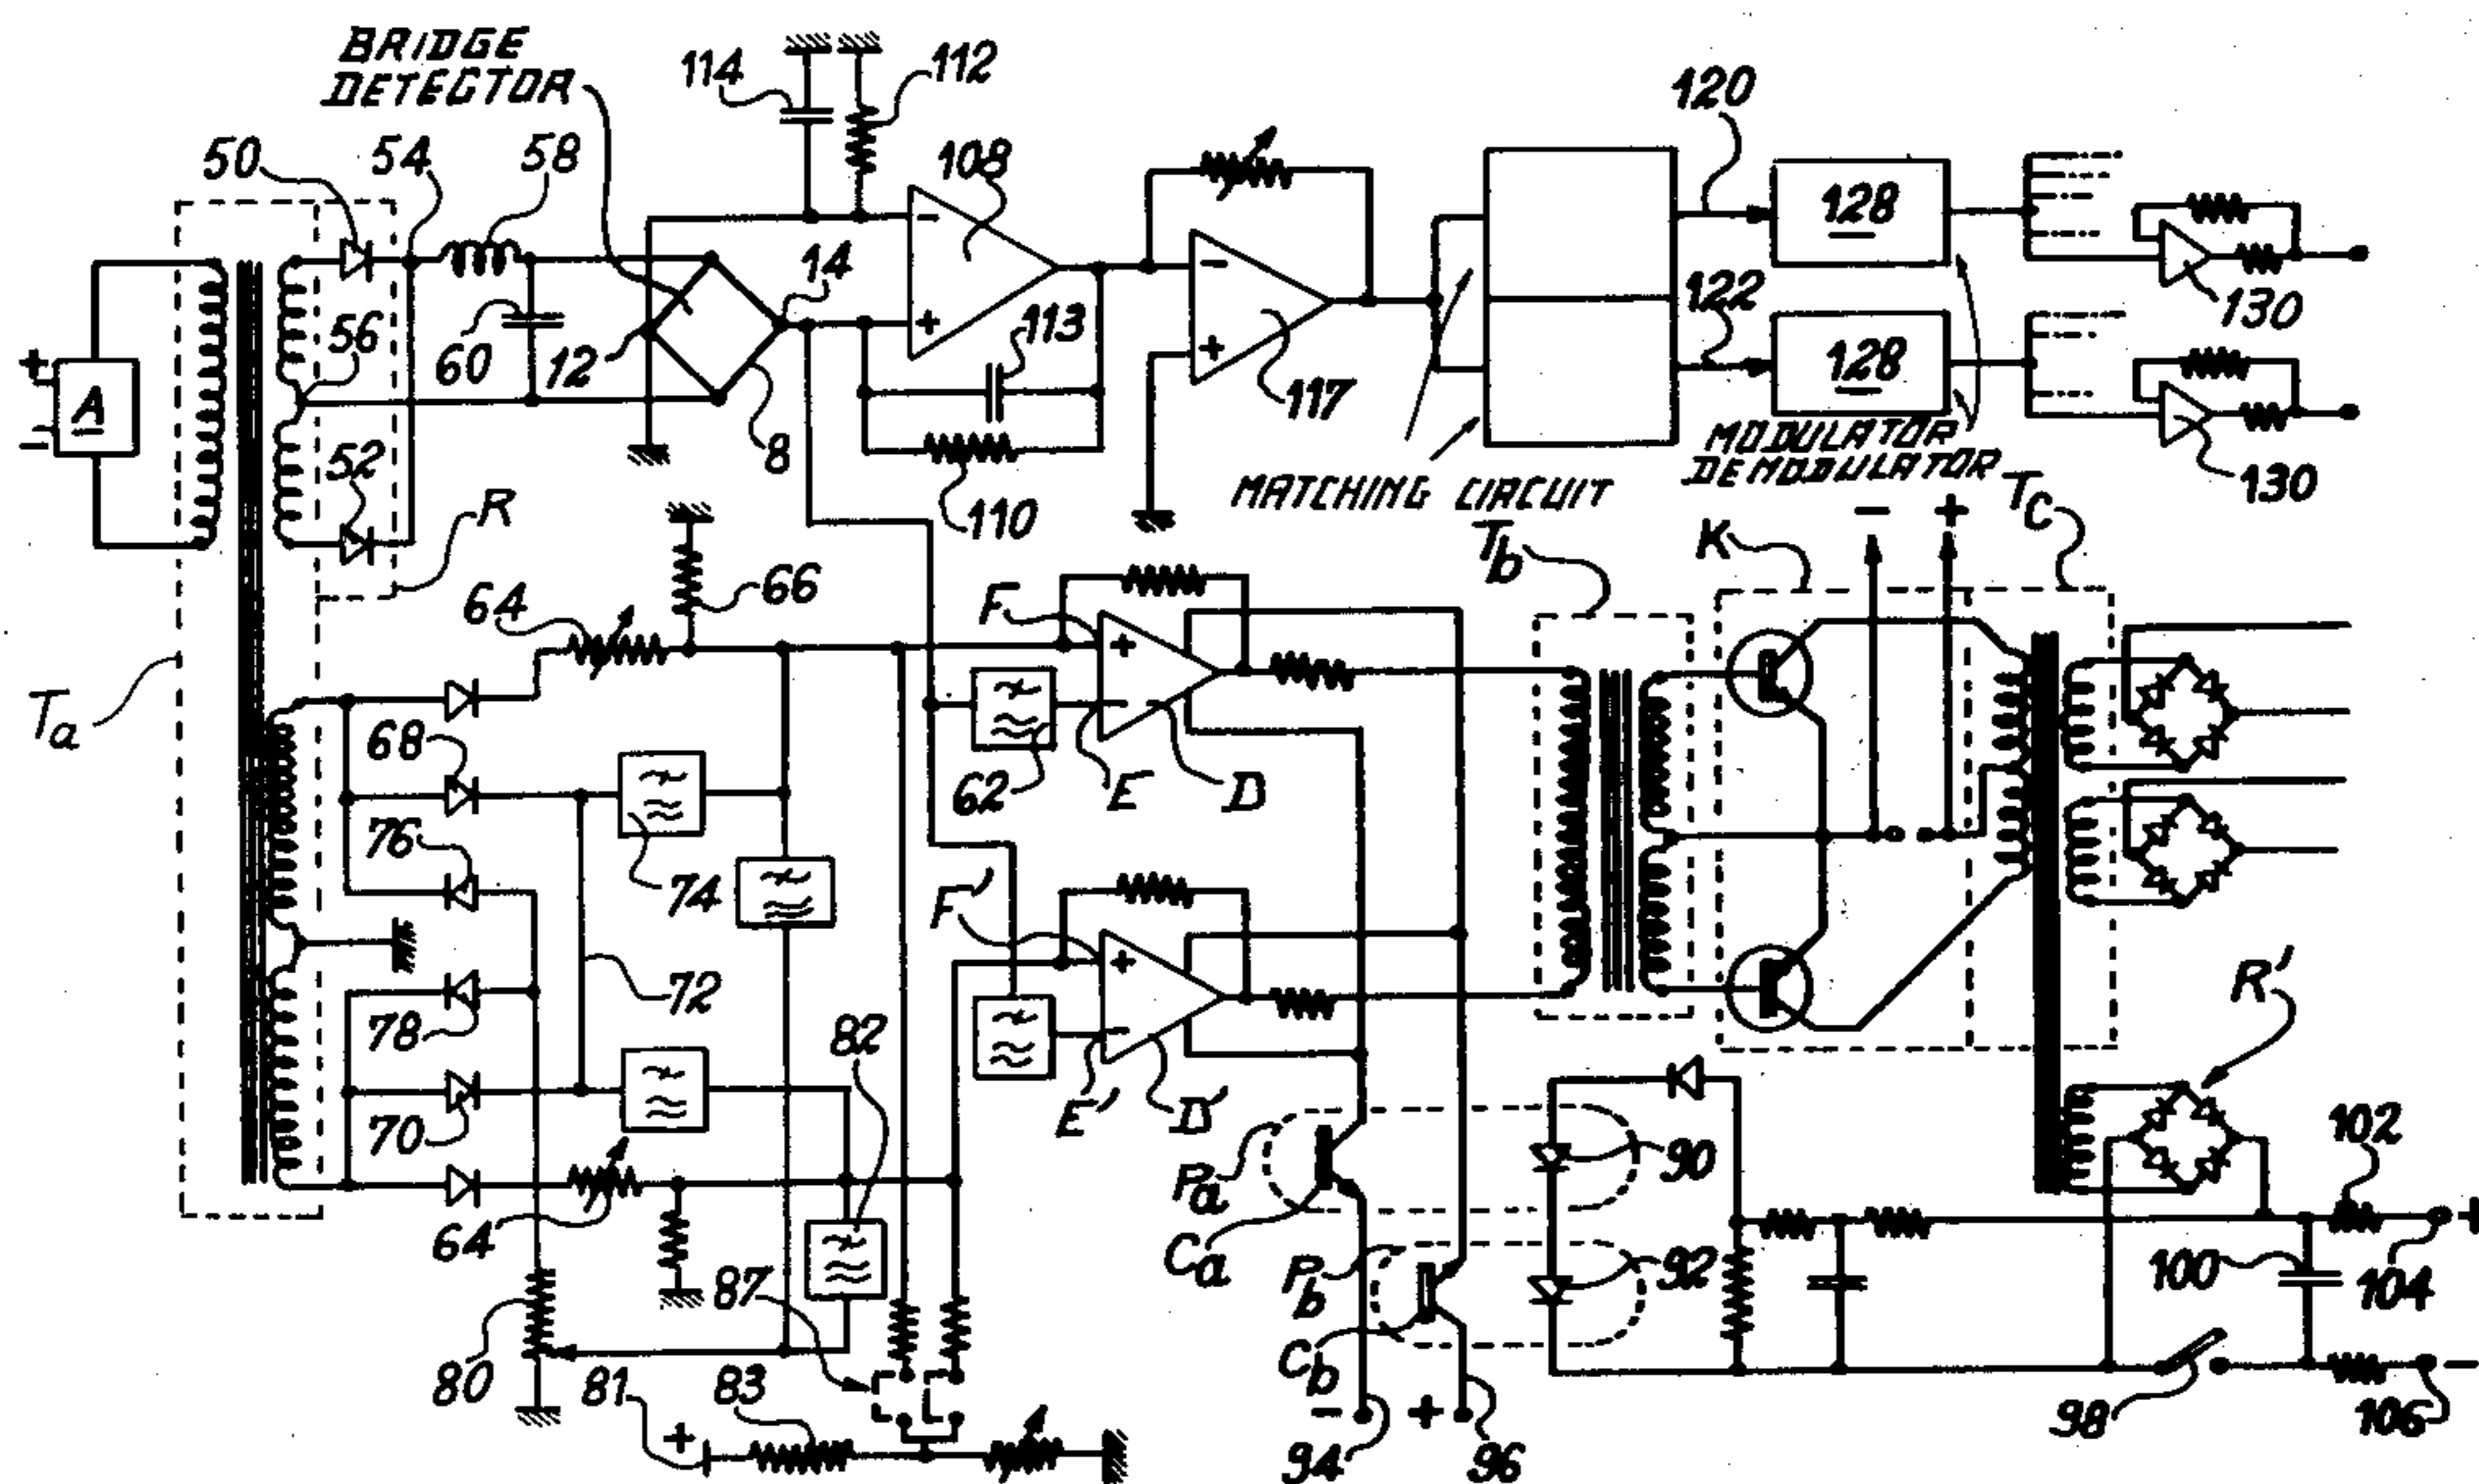 BRIDGE
DETECTOR
114
112
120
50
54
58
108
128
14
130
56
60
12
113
122
+
A
-
-
+
-
+
117
128
8
52
MATCHING CIRCUIT
MODULATOR
DEMODULATOR
130
R
110
Tb
K
-
+
Tc
66
64
F
+
-
Ta
68
62
E
D
76
74
F'
+
-
72
R'
78
82
E'
D'
70
Pa
90
102
64
Ca
Pb
92
+
87
100
104
80
81
83
Cb
-
+
98
106
-
+
94
96